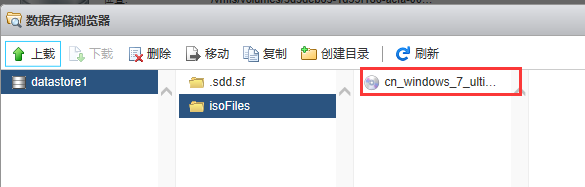 数据存储浏览器
上载 下载 删除 移动 复制 创建目录 刷新
datastore1 .sdd.sf cn_windows_7_ulti...
isoFiles